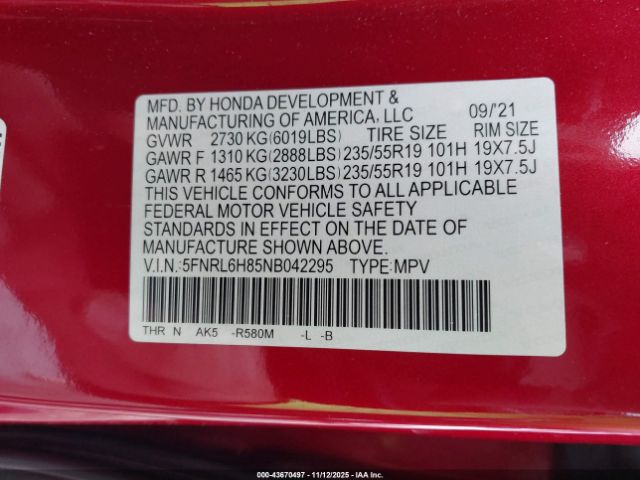 MFD. BY HONDA DEVELOPMENT &
MANUFACTURING OF AMERICA, LLC 09/'21
GVWR 2730 KG(6019LBS) TIRE SIZE RIM SIZE
GAWR F 1310 KG(2888LBS) 235/55R19 101H 19X7.5J
GAWR R 1465 KG(3230LBS) 235/55R19 101H 19X7.5J
THIS VEHICLE CONFORMS TO ALL APPLICABLE
FEDERAL MOTOR VEHICLE SAFETY
STANDARDS IN EFFECT ON THE DATE OF
MANUFACTURE SHOWN ABOVE.
V.I.N.:5FNRL6H85NB042295 TYPE:MPV
THR N AK5 -R580M -L -B
000-43670497 - 11/12/2025 - IAA Inc.